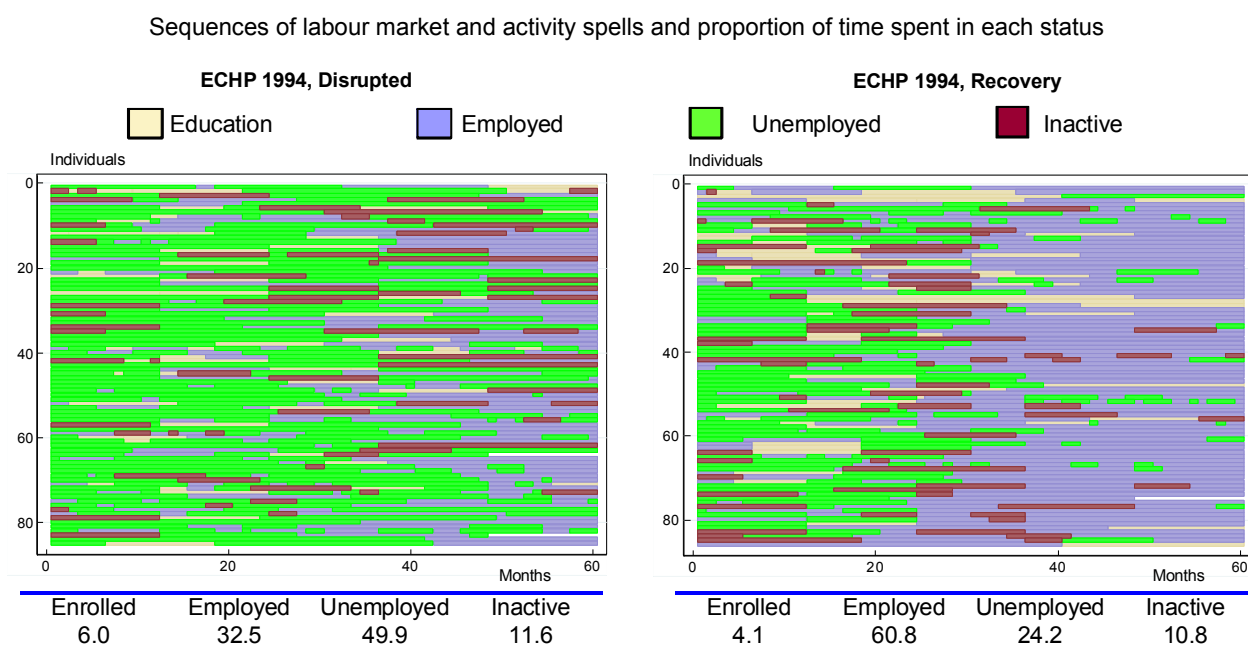 Sequences of labour market and activity spells and proportion of time spent in each status
ECHP 1994, Disrupted
ECHP 1994, Recovery
Education
Employed
Unemployed
Inactive
Individuals
0
20
40
60
80
0
20
40
60
Months
Individuals
0
20
40
60
80
0
20
40
60
Months
Enrolled
Employed
Unemployed
Inactive
6.0
32.5
49.9
11.6
Enrolled
Employed
Unemployed
Inactive
4.1
60.8
24.2
10.8